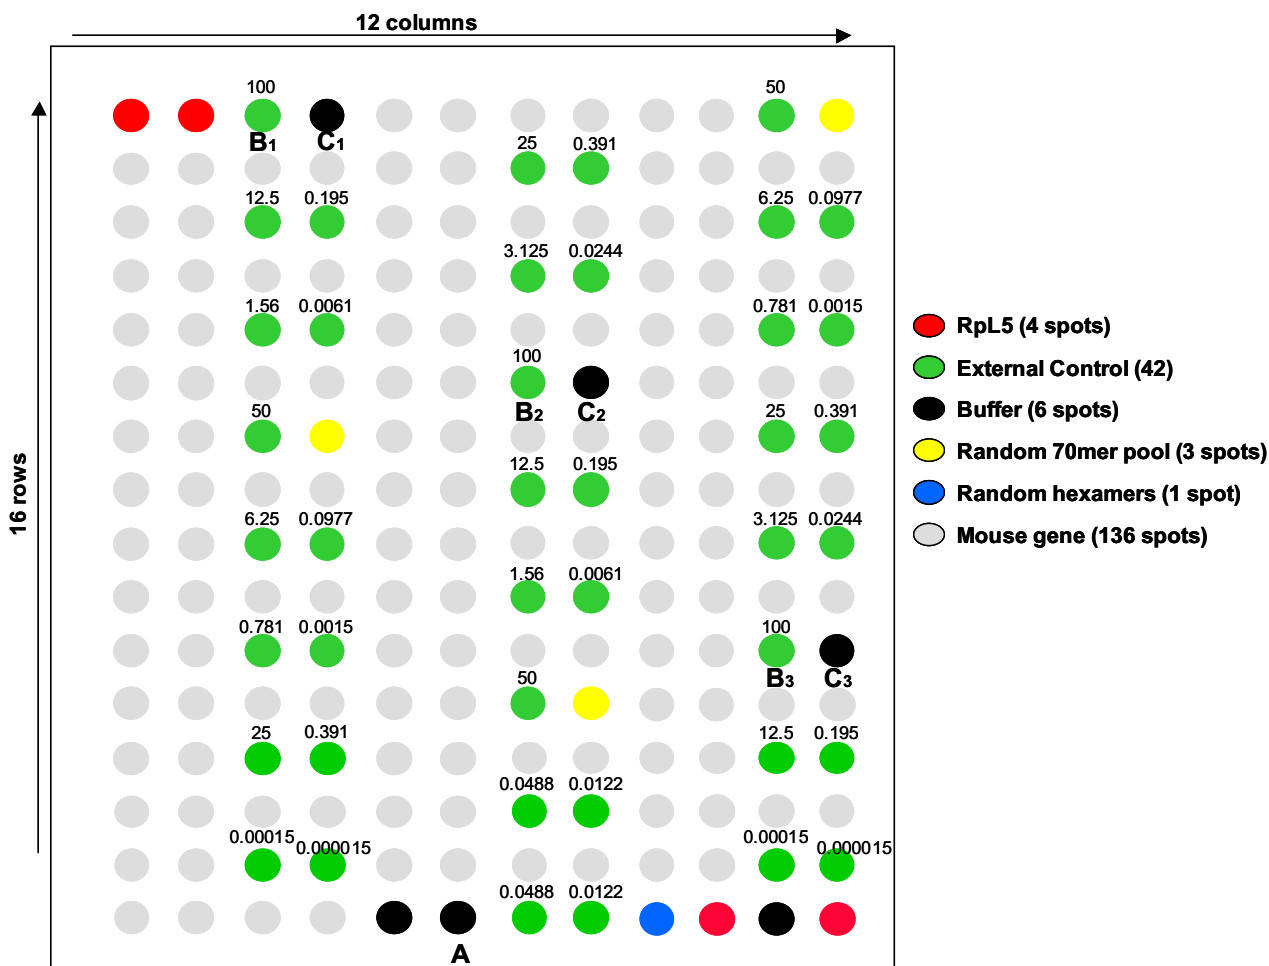 12 columns
16 rows
100 50
B1 C1
25 0.391
12.5 0.195 6.25 0.0977
3.125 0.0244
1.56 0.0061 0.781 0.0015
100
B2 C2
50 25 0.391
12.5 0.195
6.25 0.0977 3.125 0.0244
1.56 0.0061
0.781 0.0015 100
B3 C3
50
25 0.391 12.5 0.195
0.0488 0.0122
0.00015 0.000015 0.00015 0.000015
0.0488 0.0122
A
RpL5 (4 spots)
External Control (42)
Buffer (6 spots)
Random 70mer pool (3 spots)
Random hexamers (1 spot)
Mouse gene (136 spots)